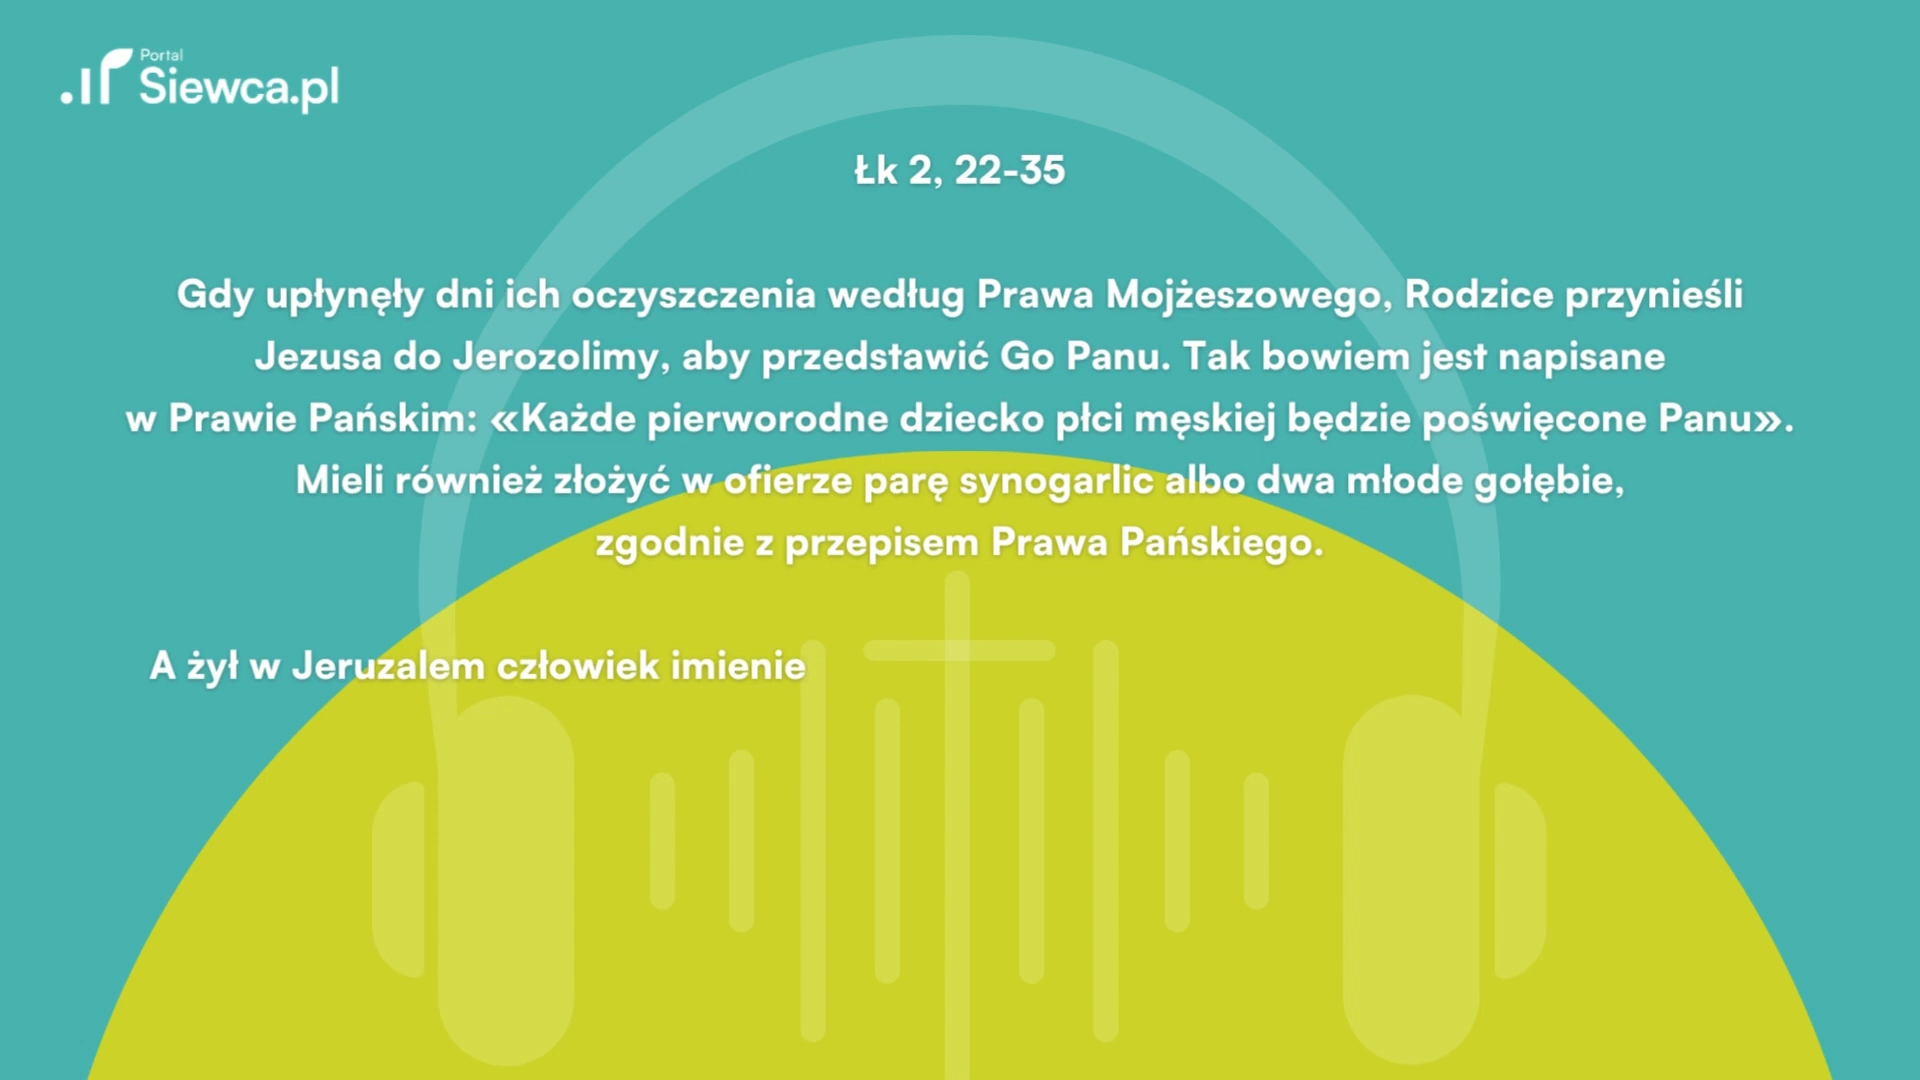 Portal
Siewca.pl
Łk 2, 22-35
Gdy upłynęły dni ich oczyszczenia według Prawa Mojżeszowego, Rodzice przynieśli
Jezusa do Jerozolimy, aby przedstawić Go Panu. Tak bowiem jest napisane
w Prawie Pańskim: «Każde pierworodne dziecko płci męskiej będzie poświęcone Panu».
Mieli również złożyć w ofierze parę synogarlic albo dwa młode gołębie,
zgodnie z przepisem Prawa Pańskiego.
A żył w Jeruzalem człowiek imienie